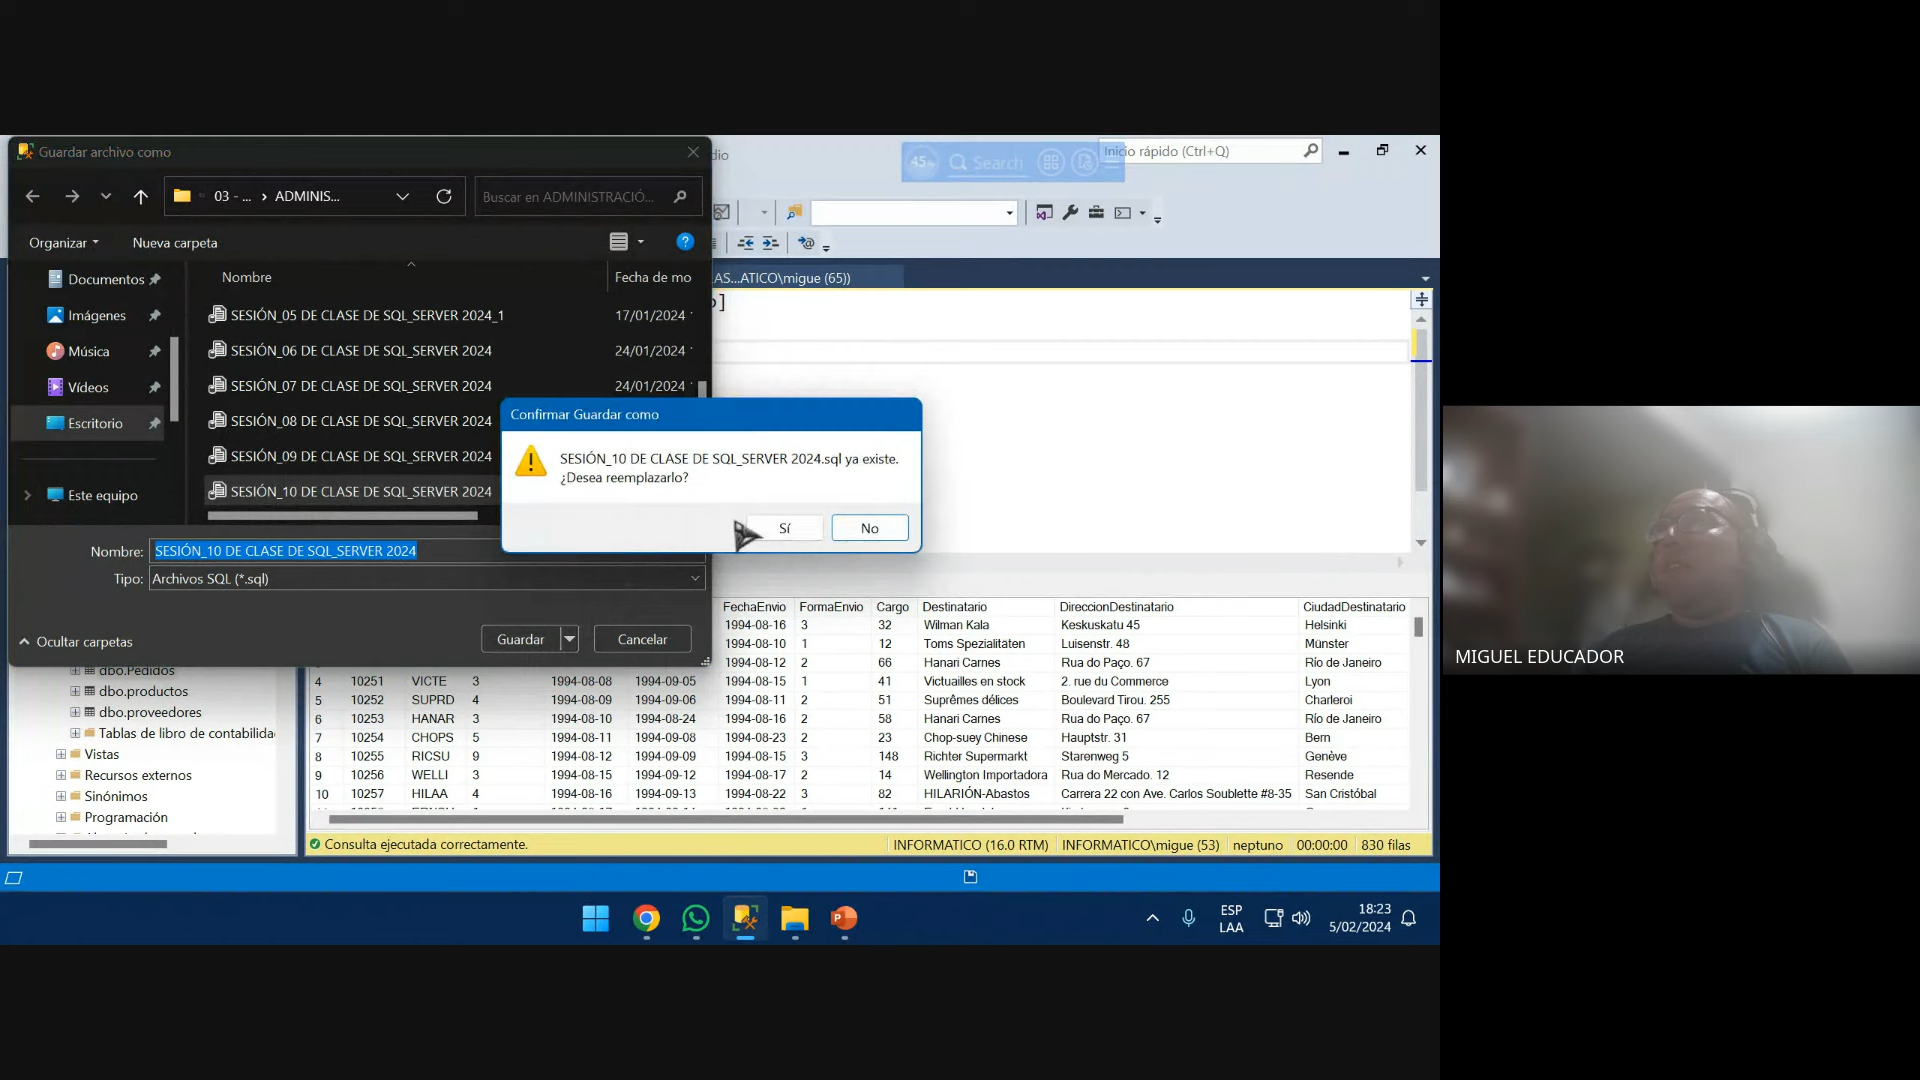 Guardar archivo como
dio
45%
Search
Inicio rápido (Ctrl+Q)
03 - ... › ADMINIS...
Buscar en ADMINISTRACIÓ...
Organizar
Nueva carpeta
Nombre
Fecha de mo
AS...ATICO\migue (65))
Documentos
Imágenes
Música
Vídeos
Escritorio
Este equipo
SESIÓN_05 DE CLASE DE SQL_SERVER 2024_1 17/01/2024
SESIÓN_06 DE CLASE DE SQL_SERVER 2024 24/01/2024
SESIÓN_07 DE CLASE DE SQL_SERVER 2024 24/01/2024
SESIÓN_08 DE CLASE DE SQL_SERVER 2024
SESIÓN_09 DE CLASE DE SQL_SERVER 2024
SESIÓN_10 DE CLASE DE SQL_SERVER 2024
Confirmar Guardar como
SESIÓN_10 DE CLASE DE SQL_SERVER 2024.sql ya existe.
¿Desea reemplazarlo?
Sí
No
Nombre: SESIÓN_10 DE CLASE DE SQL_SERVER 2024
Tipo: Archivos SQL (*.sql)
Ocultar carpetas
Guardar
Cancelar
dbo.Pedidos
dbo.productos
dbo.proveedores
Tablas de libro de contabilida
Vistas
Recursos externos
Sinónimos
Programación
FechaEnvio FormaEnvio Cargo Destinatario DireccionDestinatario CiudadDestinatario
1994-08-16 3 32 Wilman Kala Keskuskatu 45 Helsinki
1994-08-10 1 12 Toms Spezialitäten Luisenstr. 48 Münster
1994-08-12 2 66 Hanari Carnes Rua do Paço. 67 Río de Janeiro
4 10251 VICTE 3 1994-08-08 1994-09-05 1994-08-15 1 41 Victuailles en stock 2. rue du Commerce Lyon
5 10252 SUPRD 4 1994-08-09 1994-09-06 1994-08-11 2 51 Suprêmes délices Boulevard Tirou. 255 Charleroi
6 10253 HANAR 3 1994-08-10 1994-08-24 1994-08-16 2 58 Hanari Carnes Rua do Paço. 67 Río de Janeiro
7 10254 CHOPS 5 1994-08-11 1994-09-08 1994-08-23 2 23 Chop-suey Chinese Hauptstr. 31 Bern
8 10255 RICSU 9 1994-08-12 1994-09-09 1994-08-15 3 148 Richter Supermarkt Starenweg 5 Genève
9 10256 WELLI 3 1994-08-15 1994-09-12 1994-08-17 2 14 Wellington Importadora Rua do Mercado. 12 Resende
10 10257 HILAA 4 1994-08-16 1994-09-13 1994-08-22 3 82 HILARIÓN-Abastos Carrera 22 con Ave. Carlos Soublette #8-35 San Cristóbal
Consulta ejecutada correctamente.
INFORMATICO (16.0 RTM) INFORMATICO\migue (53) neptuno 00:00:00 830 filas
ESP
LAA
18:23
5/02/2024
MIGUEL EDUCADOR